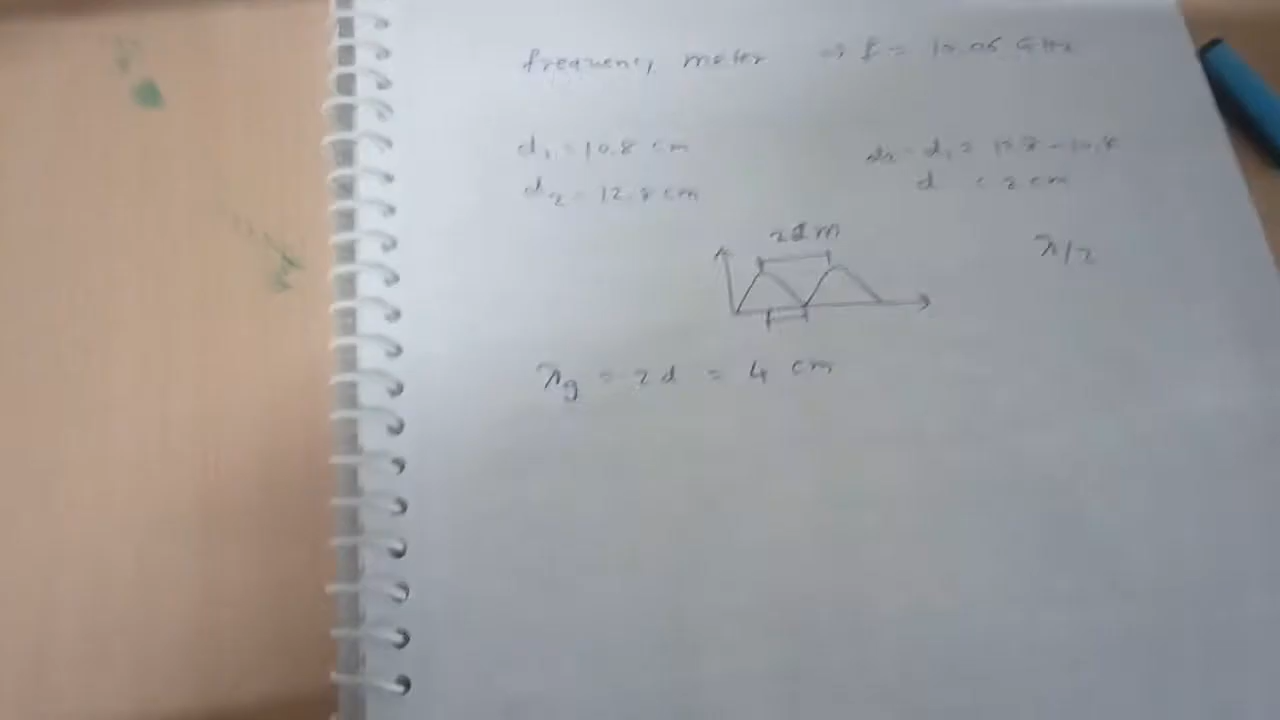 frequency meter ⇒ f = 10.06 GHz
d₁ = 10.8 cm
d₂ = 12.8 cm
d₂ - d₁ = 12.8 - 10.8
d = 2 cm
λ/2
λg = 2d = 4 cm